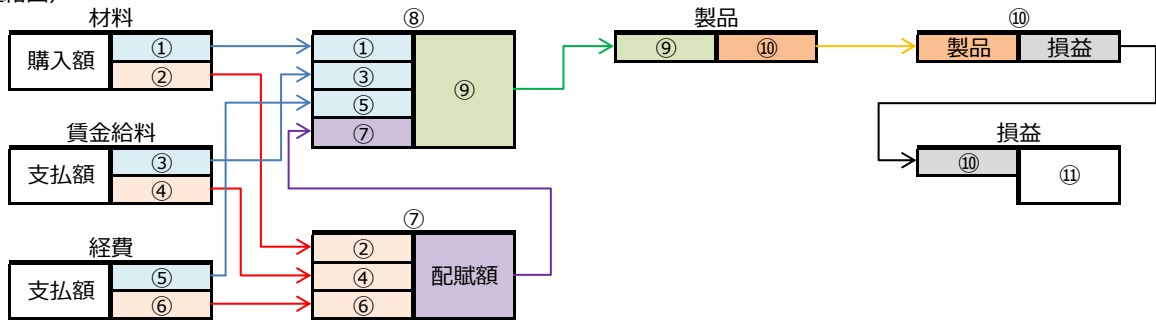 材料
購入額
①
②
賃金給料
支払額
③
④
経費
支払額
⑤
⑥
⑧
①
③
⑤
⑦
⑨
⑦
②
④
⑥
配賦額
製品
⑨
⑩
⑩
製品
損益
損益
⑩
⑪